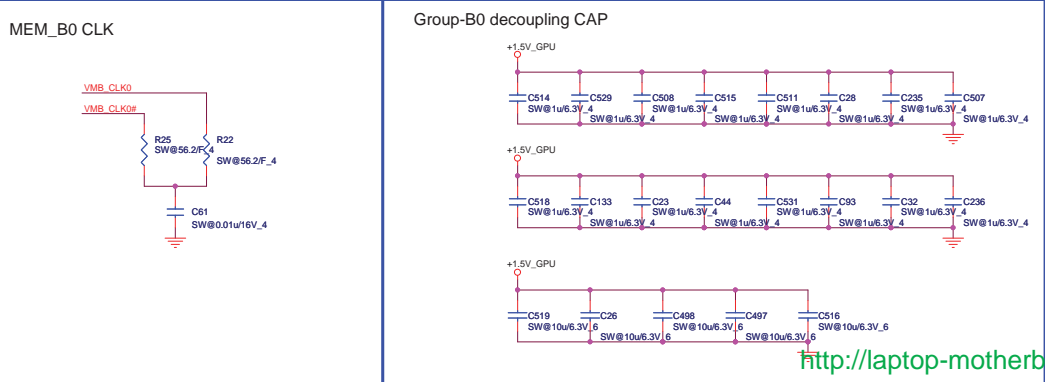 MEM_B0 CLK
VMB_CLK0
VMB_CLK0#
R25
SW@56.2/F_4
R22
SW@56.2/F_4
C61
SW@0.01u/16V_4
Group-B0 decoupling CAP
+1.5V_GPU
C514
SW@1u/6.3V_4
C529
SW@1u/6.3V_4
C508
SW@1u/6.3V_4
C515
SW@1u/6.3V_4
C511
SW@1u/6.3V_4
C28
SW@1u/6.3V_4
C235
SW@1u/6.3V_4
C507
SW@1u/6.3V_4
+1.5V_GPU
C518
SW@1u/6.3V_4
C133
SW@1u/6.3V_4
C23
SW@1u/6.3V_4
C44
SW@1u/6.3V_4
C531
SW@1u/6.3V_4
C93
SW@1u/6.3V_4
C32
SW@1u/6.3V_4
C236
SW@1u/6.3V_4
+1.5V_GPU
C519
SW@10u/6.3V_6
C26
SW@10u/6.3V_6
C498
SW@10u/6.3V_6
C497
SW@10u/6.3V_6
C516
SW@10u/6.3V_6
http://laptop-motherb